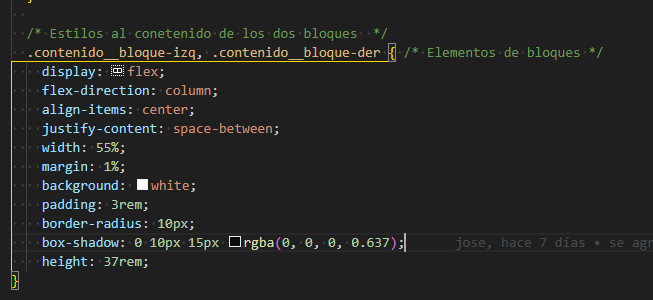 }
/* Estilos al conetenido de los dos bloques */
.contenido__bloque-izq, .contenido__bloque-der { /* Elementos de bloques */
display: flex;
flex-direction: column;
align-items: center;
justify-content: space-between;
width: 55%;
margin: 1%;
background: white;
padding: 3rem;
border-radius: 10px;
box-shadow: 0 10px 15px rgba(0, 0, 0, 0.637); jose, hace 7 días • se agr
height: 37rem;
}